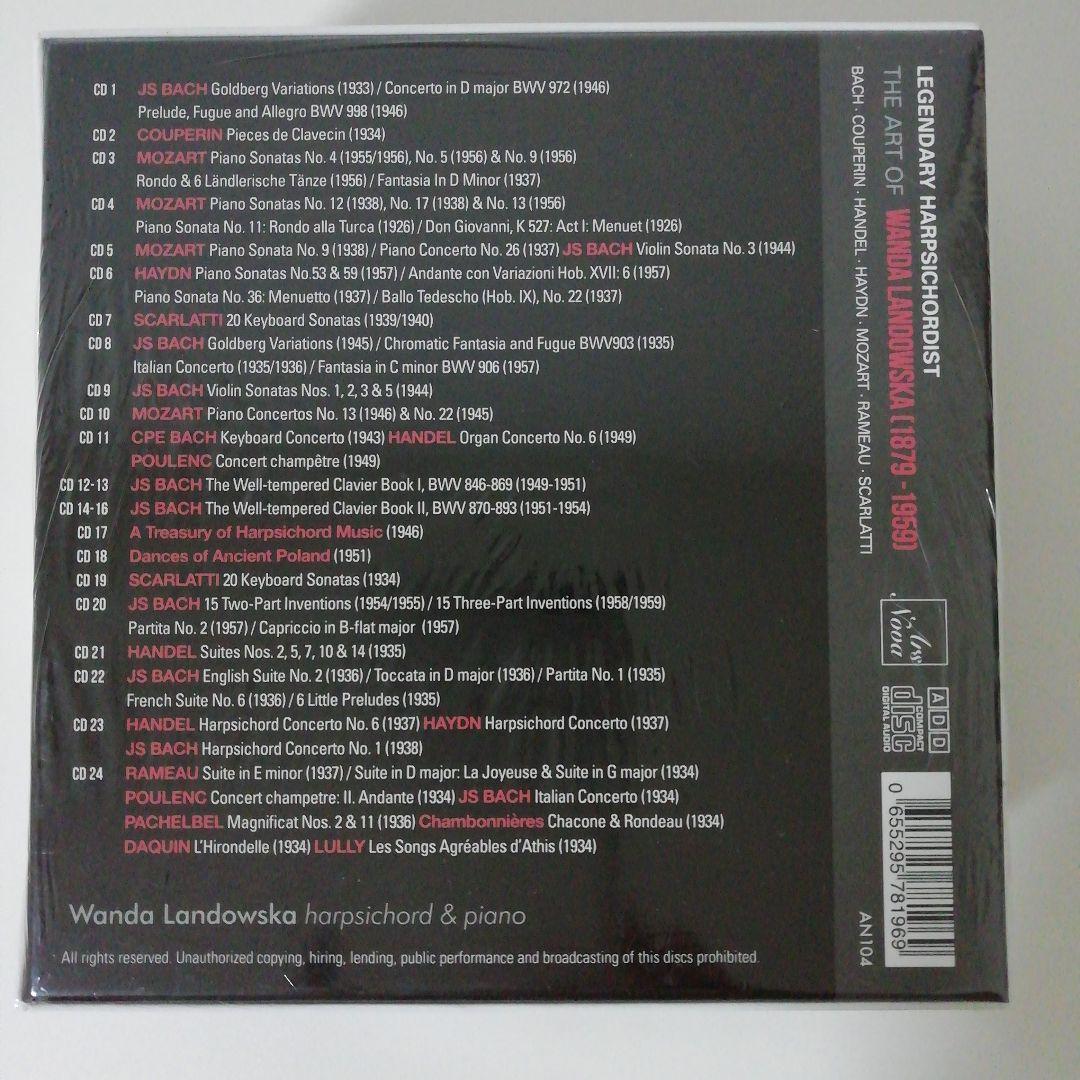 CD 1 JS BACH Goldberg Variations (1933) / Concerto in D major BWV 972 (1946)
Prelude, Fugue and Allegro BWV 998 (1946)
CD 2 COUPERIN Pieces de Clavecin (1934)
CD 3 MOZART Piano Sonatas No. 4 (1955/1956), No. 5 (1956) & No. 9 (1956)
Rondo & 6 Ländlerische Tänze (1956) / Fantasia In D Minor (1937)
CD 4 MOZART Piano Sonatas No. 12 (1938), No. 17 (1938) & No. 13 (1956)
Piano Sonata No. 11: Rondo alla Turca (1926) / Don Giovanni, K 527: Act I: Menuet (1926)
CD 5 MOZART Piano Sonata No. 9 (1938) / Piano Concerto No. 26 (1937) JS BACH Violin Sonata No. 3 (1944)
CD 6 HAYDN Piano Sonatas No.53 & 59 (1957) / Andante con Variazioni Hob. XVII: 6 (1957)
Piano Sonata No. 36: Menuetto (1937) / Ballo Tedescho (Hob. IX), No. 22 (1937)
CD 7 SCARLATTI 20 Keyboard Sonatas (1939/1940)
CD 8 JS BACH Goldberg Variations (1945) / Chromatic Fantasia and Fugue BWV903 (1935)
Italian Concerto (1935/1936) / Fantasia in C minor BWV 906 (1957)
CD 9 JS BACH Violin Sonatas Nos. 1, 2, 3 & 5 (1944)
CD 10 MOZART Piano Concertos No. 13 (1946) & No. 22 (1945)
CD 11 CPE BACH Keyboard Concerto (1943) HANDEL Organ Concerto No. 6 (1949)
POULENC Concert champêtre (1949)
CD 12-13 JS BACH The Well-tempered Clavier Book I, BWV 846-869 (1949-1951)
CD 14-16 JS BACH The Well-tempered Clavier Book II, BWV 870-893 (1951-1954)
CD 17 A Treasury of Harpsichord Music (1946)
CD 18 Dances of Ancient Poland (1951)
CD 19 SCARLATTI 20 Keyboard Sonatas (1934)
CD 20 JS BACH 15 Two-Part Inventions (1954/1955) / 15 Three-Part Inventions (1958/1959)
Partita No. 2 (1957) / Capriccio in B-flat major (1957)
CD 21 HANDEL Suites Nos. 2, 5, 7, 10 & 14 (1935)
CD 22 JS BACH English Suite No. 2 (1936) / Toccata in D major (1936) / Partita No. 1 (1935)
French Suite No. 6 (1936) / 6 Little Preludes (1935)
CD 23 HANDEL Harpsichord Concerto No. 6 (1937) HAYDN Harpsichord Concerto (1937)
JS BACH Harpsichord Concerto No. 1 (1938)
CD 24 RAMEAU Suite in E minor (1937) / Suite in D major: La Joyeuse & Suite in G major (1934)
POULENC Concert champetre: II. Andante (1934) JS BACH Italian Concerto (1934)
PACHELBEL Magnificat Nos. 2 & 11 (1936) Chambonnières Chacone & Rondeau (1934)
DAQUIN L'Hirondelle (1934) LULLY Les Songs Agréables d'Athis (1934)
Wanda Landowska harpsichord & piano
All rights reserved. Unauthorized copying, hiring, lending, public performance and broadcasting of this discs prohibited.
LEGENDARY HARPSICHORDIST
THE ART OF WANDA LANDOWSKA (1879 - 1959)
BACH · COUPERIN · HANDEL · HAYDN · MOZART · RAMEAU · SCARLATTI
Ars Nova
ADD
COMPACT
disc
DIGITAL AUDIO
0 655295 781969
AN104